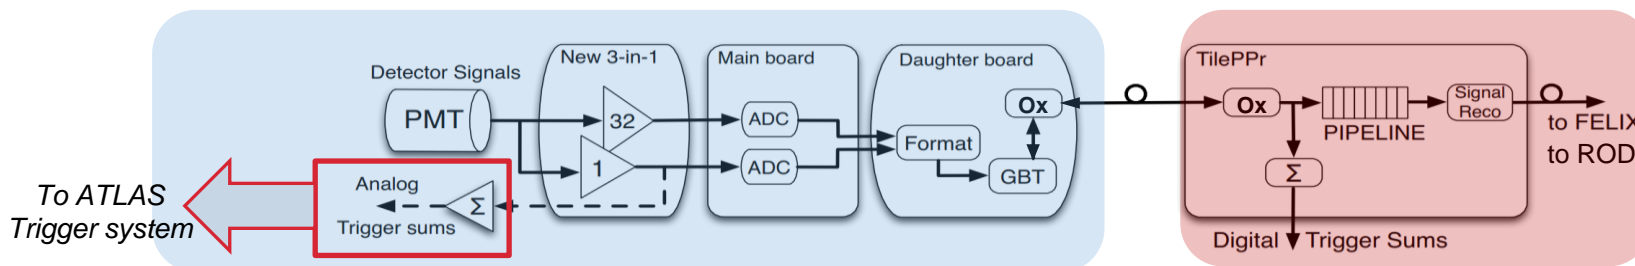 To ATLAS
Trigger system
Detector Signals
PMT
Analog
Trigger sums
Σ
New 3-in-1
32
1
Main board
ADC
ADC
Daughter board
Ox
Format
GBT
TilePPr
Ox
PIPELINE
Signal
Reco
Σ
Digital Trigger Sums
to FELIX
to ROD